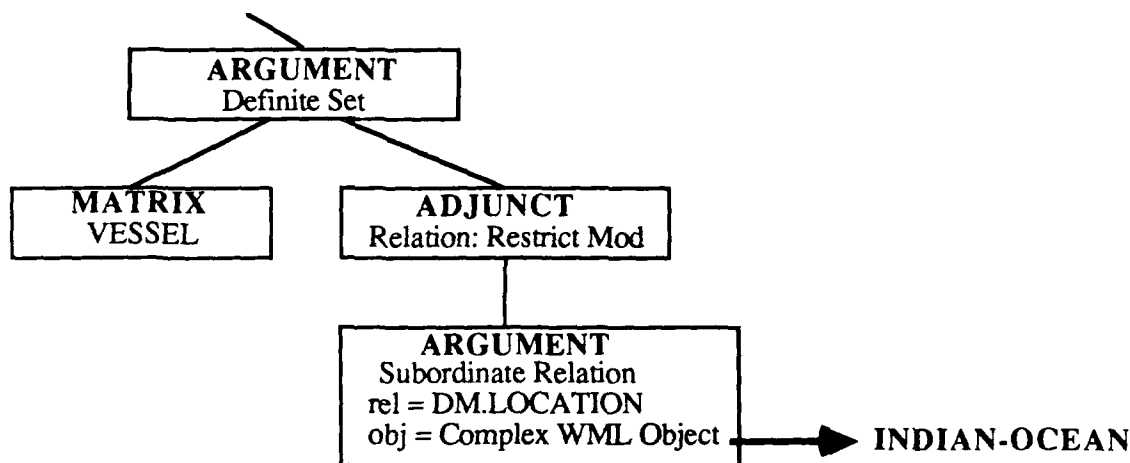 ARGUMENT
Definite Set
MATRIX
VESSEL
ADJUNCT
Relation: Restrict Mod
ARGUMENT
Subordinate Relation
rel = DM.LOCATION
obj = Complex WML Object
INDIAN-OCEAN